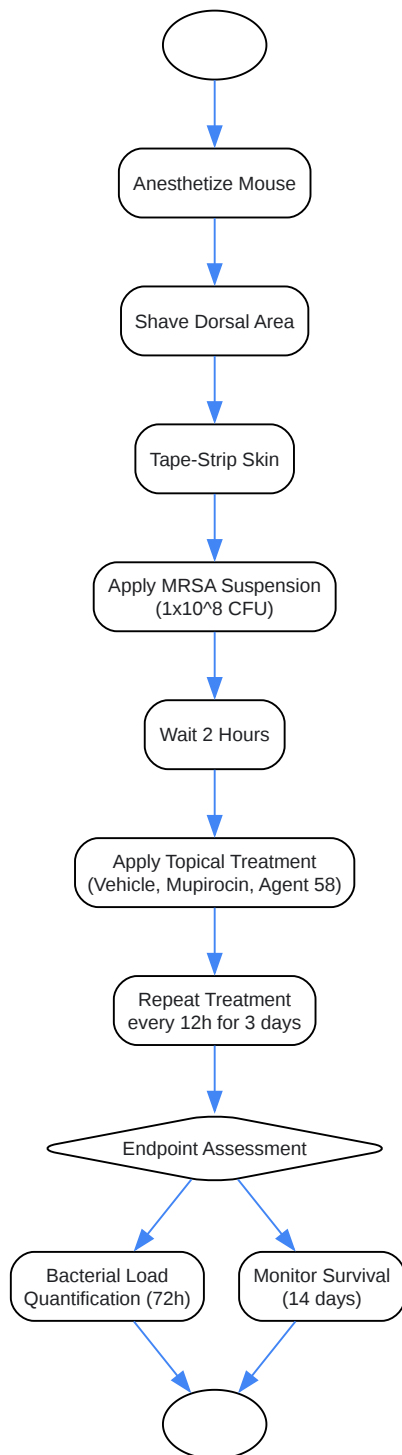 Anesthetize Mouse
Shave Dorsal Area
Tape-Strip Skin
Apply MRSA Suspension
(1x10^8 CFU)
Wait 2 Hours
Apply Topical Treatment
(Vehicle, Mupirocin, Agent 58)
Repeat Treatment
every 12h for 3 days
Endpoint Assessment
Bacterial Load
Quantification (72h)
Monitor Survival
(14 days)